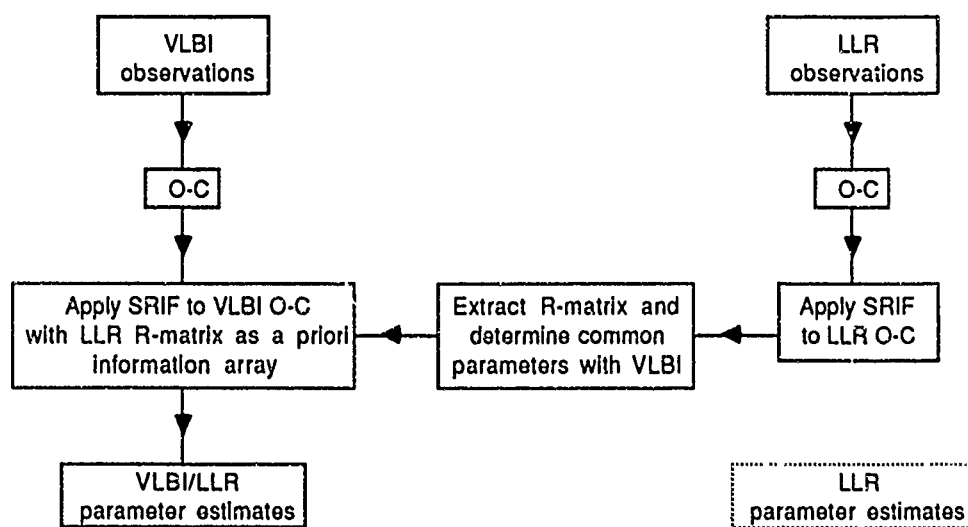 VLBI
observations
LLR
observations
O-C
O-C
Apply SRIF to VLBI O-C
with LLR R-matrix as a priori
information array
Extract R-matrix and
determine common
parameters with VLBI
Apply SRIF
to LLR O-C
VLBI/LLR
parameter estimates
LLR
parameter estimates